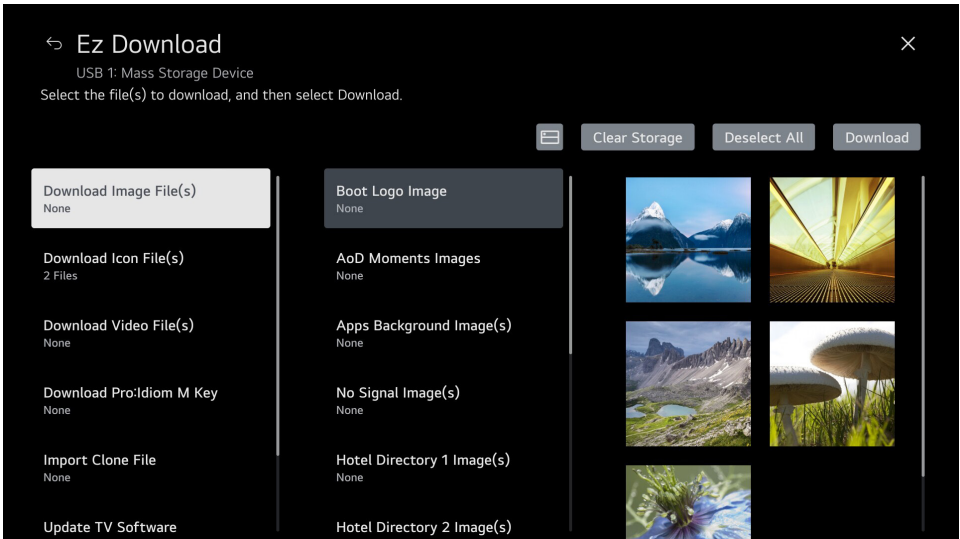 Ez Download
USB 1: Mass Storage Device
Select the file(s) to download, and then select Download.
Clear Storage
Deselect All
Download
Download Image File(s)
None
Download Icon File(s)
2 Files
Download Video File(s)
None
Download Pro:Idiom M Key
None
Import Clone File
None
Update TV Software
Boot Logo Image
None
AoD Moments Images
None
Apps Background Image(s)
None
No Signal Image(s)
None
Hotel Directory 1 Image(s)
None
Hotel Directory 2 Image(s)